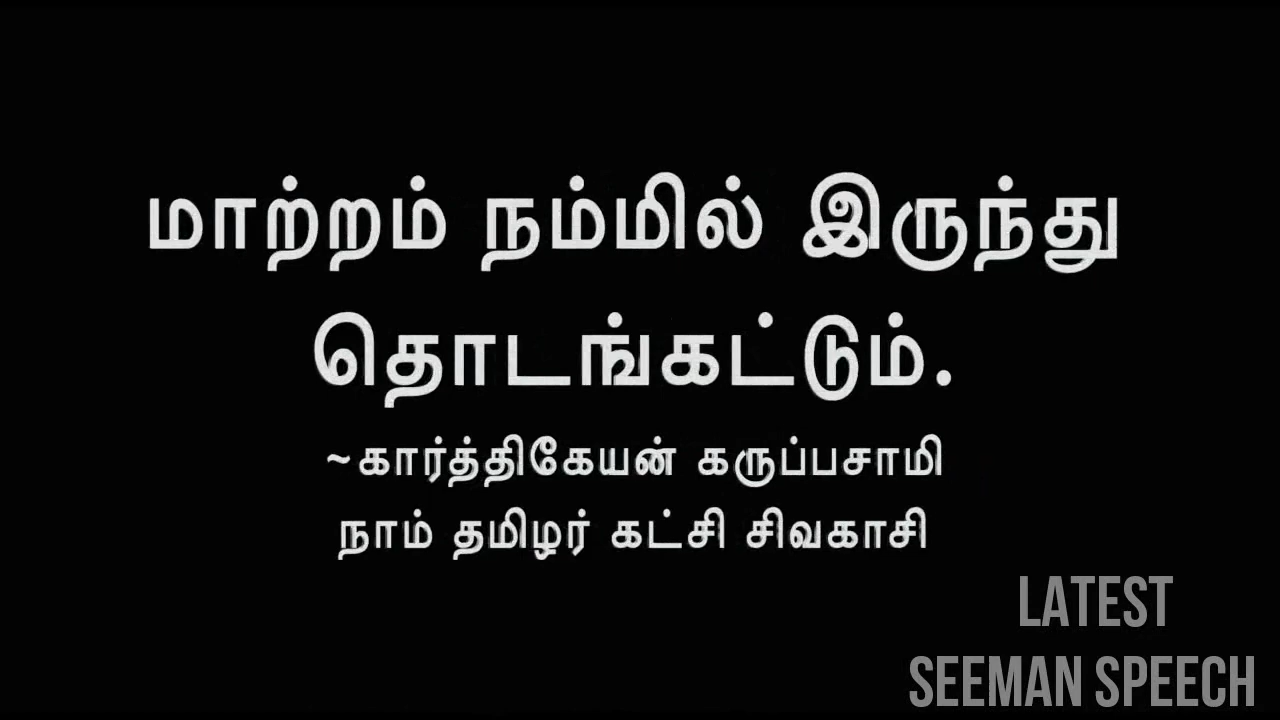 மாற்றம் நம்மில் இருந்து
தொடங்கட்டும்.
~கார்த்திகேயன் கருப்பசாமி
நாம் தமிழர் கட்சி சிவகாசி
LATEST
SEEMAN SPEECH